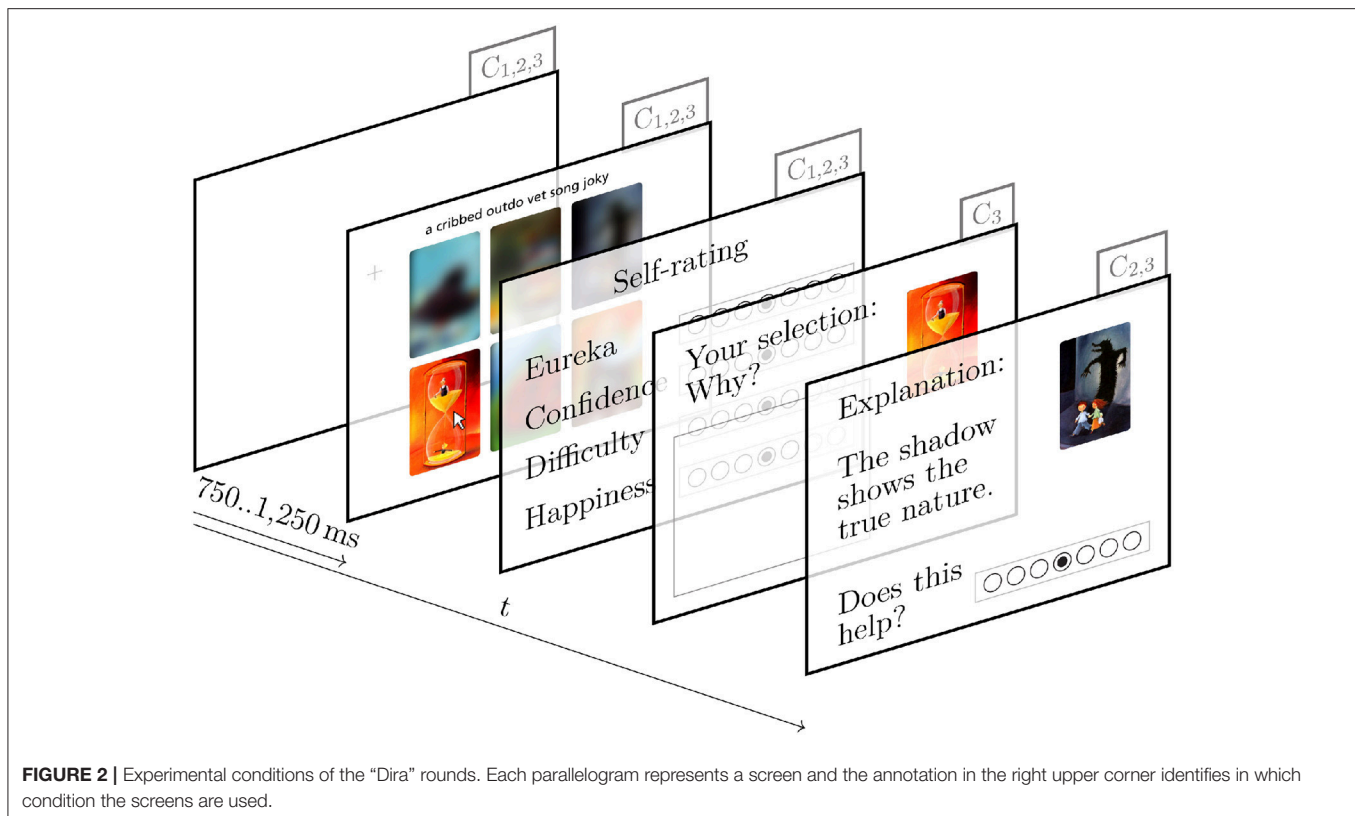 C1,2,3
C1,2,3
a cribbed outdo vet song joky
+
C1,2,3
Self-rating
Eureka
Confidence
Difficulty
Happiness
C3
Your selection:
Why?
C2,3
Explanation:
The shadow
shows the
true nature.
Does this
help?
750..1,250 ms
t
FIGURE 2 | Experimental conditions of the “Dira” rounds. Each parallelogram represents a screen and the annotation in the right upper corner identifies in which
condition the screens are used.